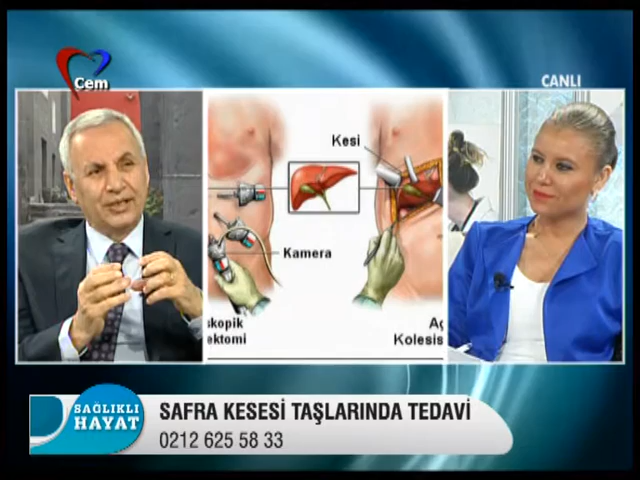 Cem
CANLI
Kesi
Kamera
skopik
ektomi
Aç
Kolesis
SAĞLIKLI
HAYAT
SAFRA KESESİ TAŞLARINDA TEDAVİ
0212 625 58 33